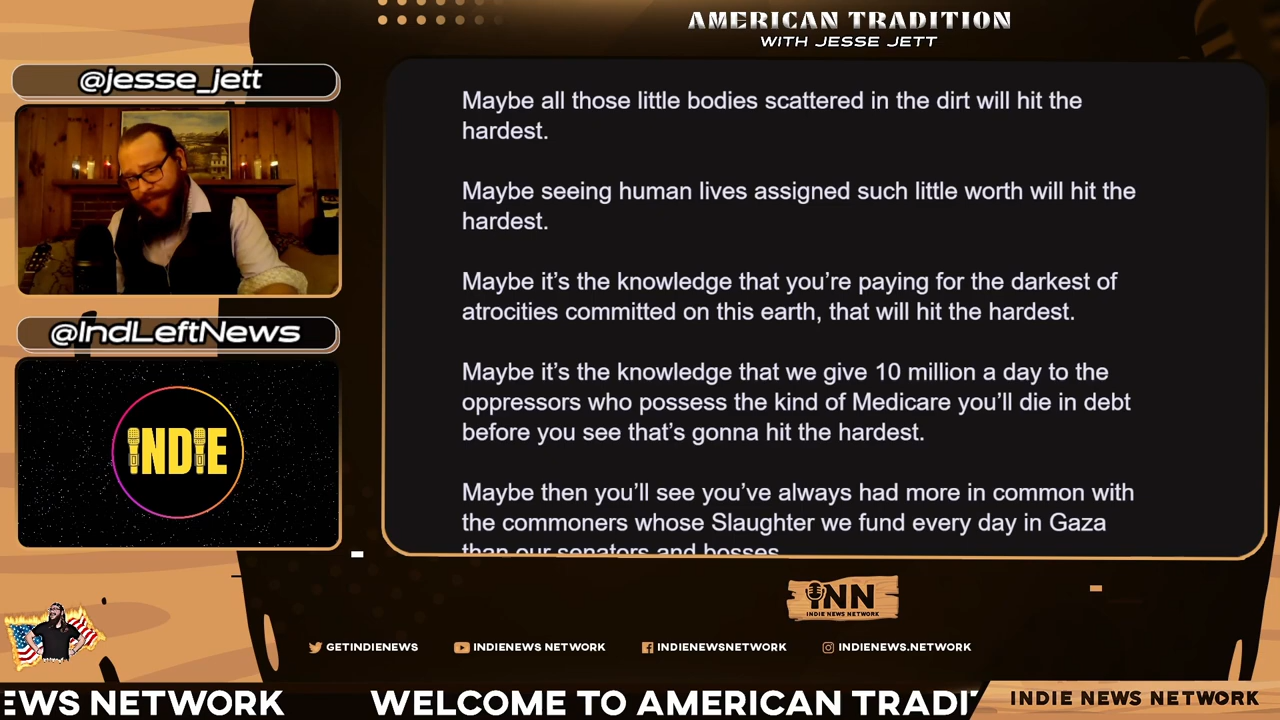 AMERICAN TRADITION
WITH JESSE JETT
@jesse_jett
@IndLeftNews
INDIE
Maybe all those little bodies scattered in the dirt will hit the
hardest.
Maybe seeing human lives assigned such little worth will hit the
hardest.
Maybe it’s the knowledge that you’re paying for the darkest of
atrocities committed on this earth, that will hit the hardest.
Maybe it’s the knowledge that we give 10 million a day to the
oppressors who possess the kind of Medicare you’ll die in debt
before you see that’s gonna hit the hardest.
Maybe then you’ll see you’ve always had more in common with
the commoners whose Slaughter we fund every day in Gaza
than our senators and bosses
INN
INDIE NEWS NETWORK
GETINDIENEWS
INDIENEWS NETWORK
INDIENEWSNETWORK
INDIENEWS.NETWORK
EWS NETWORK
WELCOME TO AMERICAN TRADIT
INDIE NEWS NETWORK